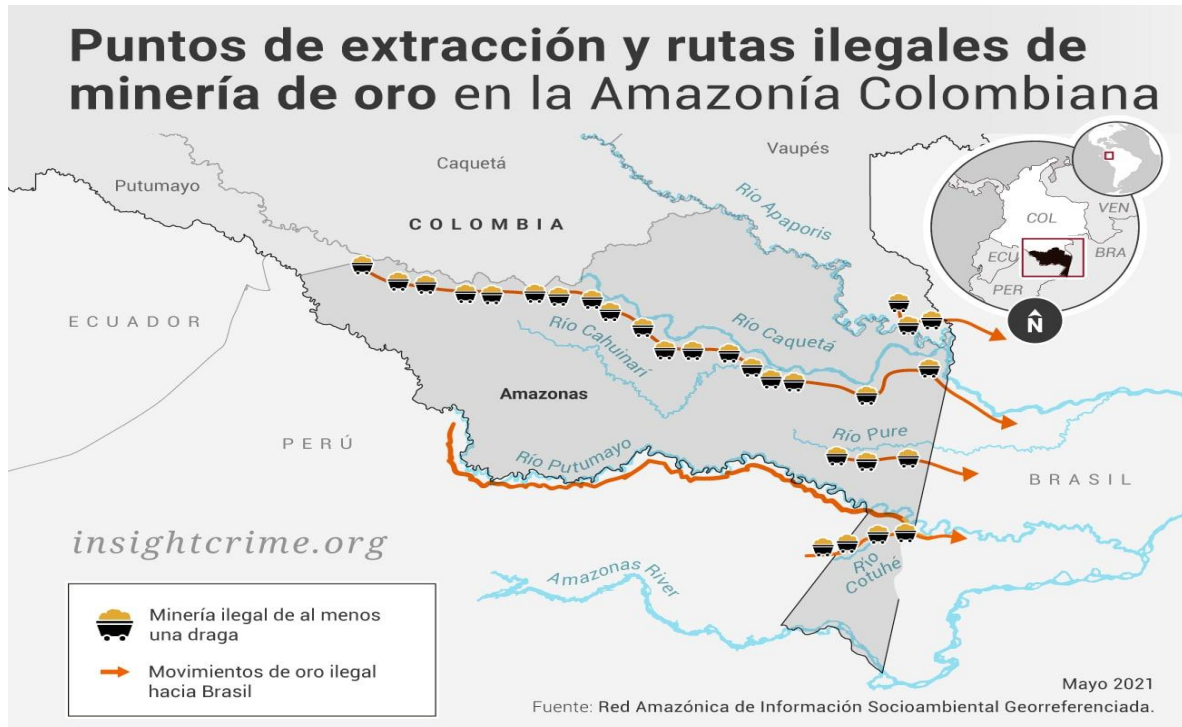 Puntos de extracción y rutas ilegales de
minería de oro en la Amazonía Colombiana
Putumayo
Caquetá
Vaupés
COLOMBIA
Río Apaporis
COL
VEN
ECU
BRA
PER
N
ECUADOR
Río Cahuinarí
Río Caquetá
Amazonas
PERÚ
Río Putumayo
Río Pure
BRASIL
insightcrime.org
Río
Cotuhé
Amazonas River
Minería ilegal de al menos
una draga
Movimientos de oro ilegal
hacia Brasil
Mayo 2021
Fuente: Red Amazónica de Información Socioambiental Georreferenciada.